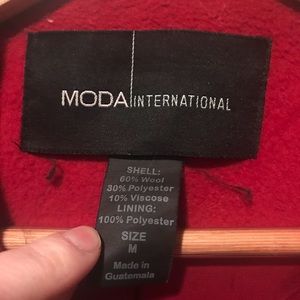 MODA INTERNATIONAL
SHELL:
60% Wool
30% Polyester
10% Viscose
LINING:
100% Polyester
SIZE
M
Made in
Guatemala